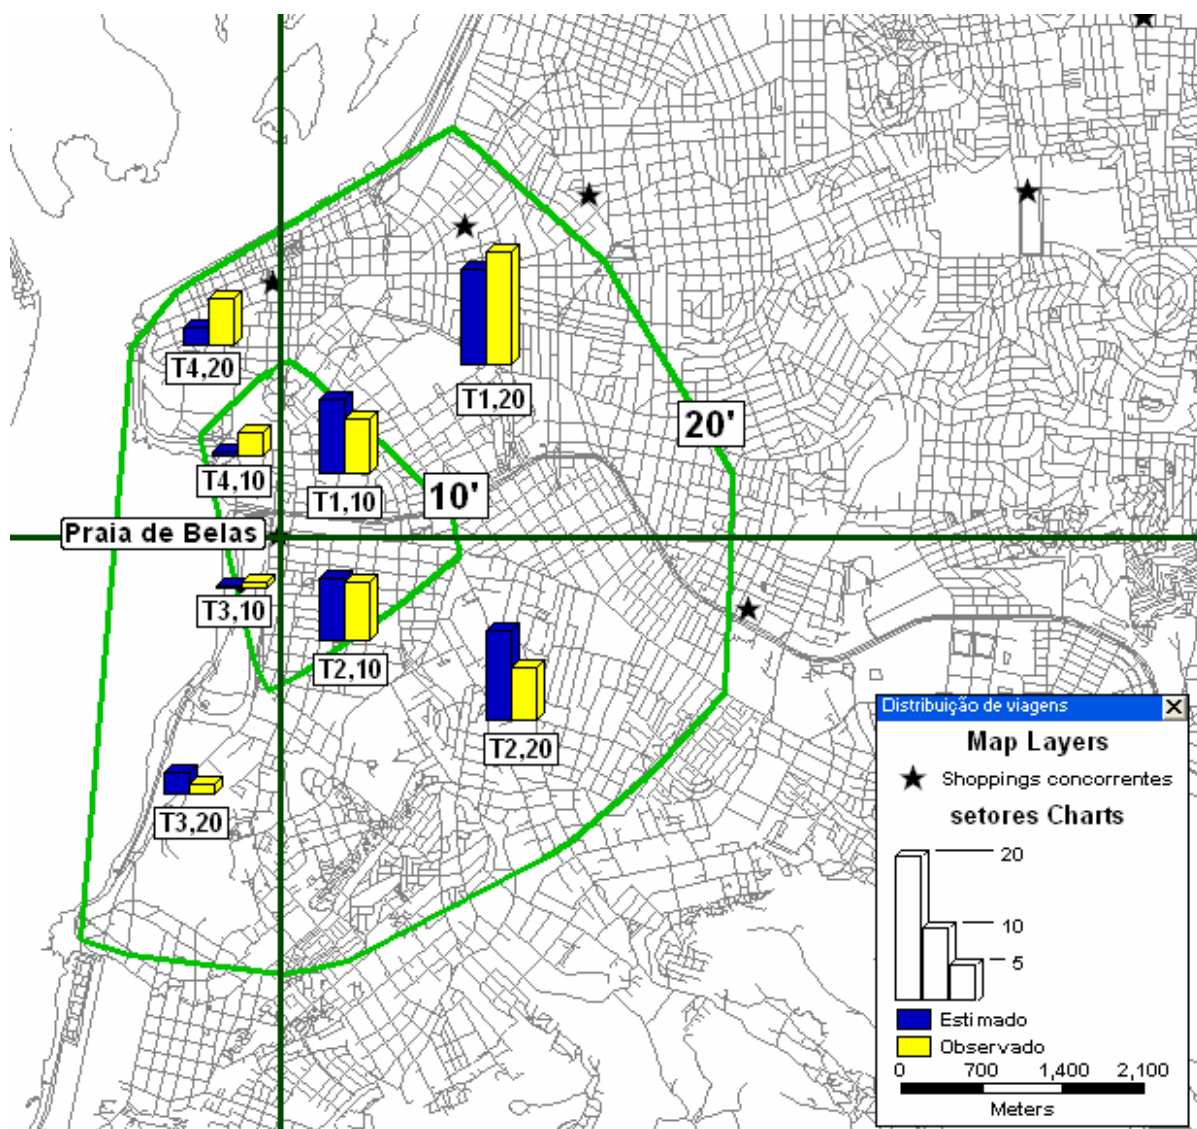 T4,20
T1,20
20'
T4,10
T1,10
10'
Praia de Belas
T3,10
T2,10
T2,20
T3,20
Distribuição de viagens
Map Layers
Shoppings concorrentes
setores Charts
20
10
5
Estimado
Observado
0 700 1,400 2,100
Meters